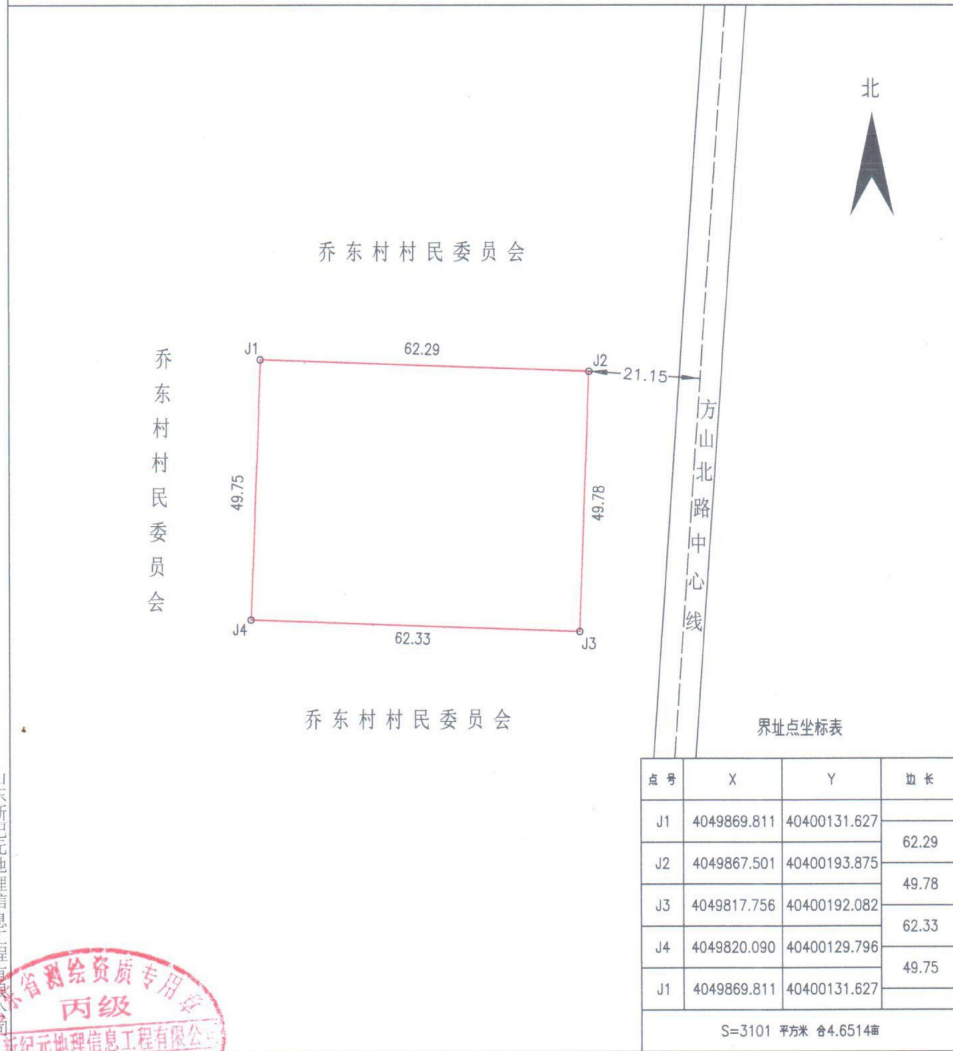 北
乔东村村民委员会
J1
62.29
J2
21.15
乔东村村民委员会
49.75
49.78
方山北路中心线
J4
62.33
J3
乔东村村民委员会
界址点坐标表
点号 X Y 边长
J1 4049869.811 40400131.627
62.29
J2 4049867.501 40400193.875
49.78
J3 4049817.756 40400192.082
62.33
J4 4049820.090 40400129.796
49.75
J1 4049869.811 40400131.627
S=3101 平方米 合4.6514亩
省测绘资质专用章
丙级
新纪元地理信息工程有限公